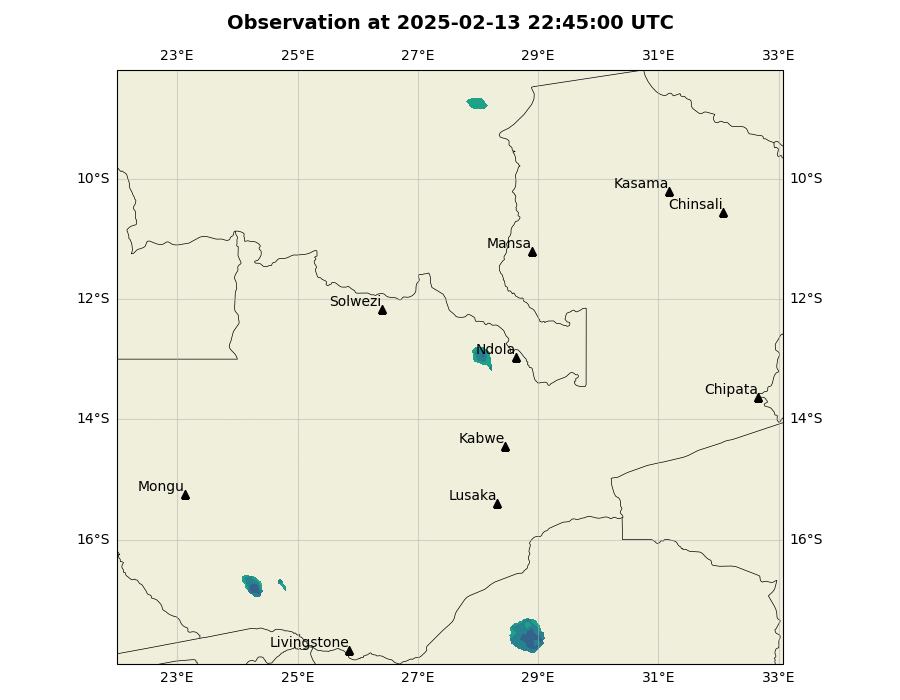 Observation at 2025-02-13 22:45:00 UTC
23°E 25°E 27°E 29°E 31°E 33°E
10°S 10°S
Kasama
Chinsali
Mansa
12°S 12°S
Solwezi
Ndola
Chipata
14°S 14°S
Kabwe
Mongu
Lusaka
16°S 16°S
Livingstone
23°E 25°E 27°E 29°E 31°E 33°E